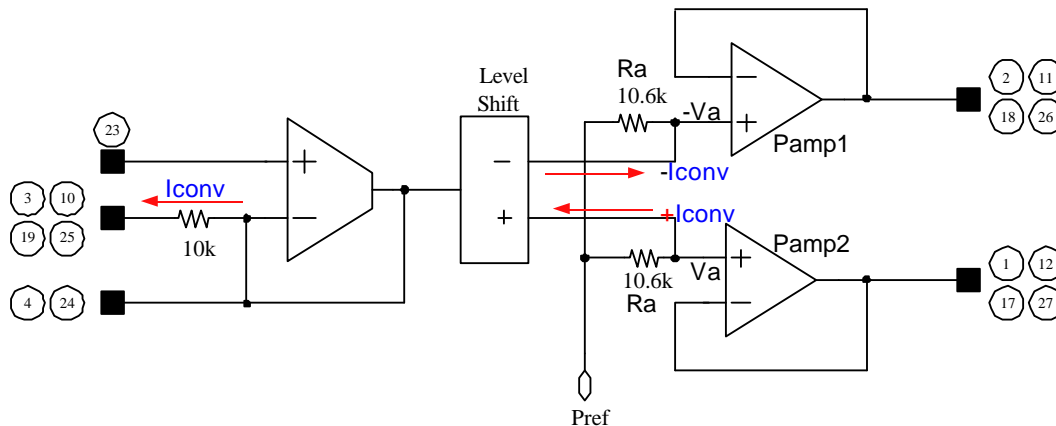 Level
Shift
Ra
10.6k
-Va
Pamp1
2 11
18 26
23
3 10
19 25
Iconv
10k
4 24
-Iconv
+Iconv
Pamp2
10.6k
Va
Ra
1 12
17 27
Pref